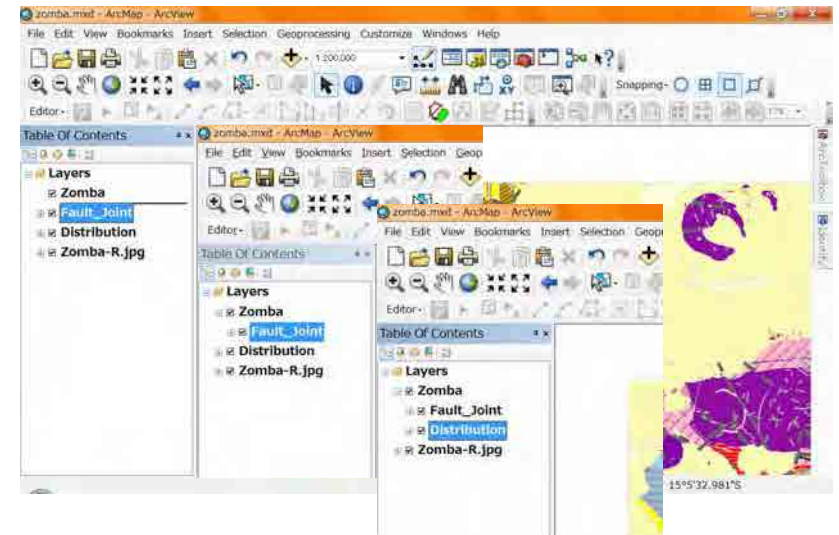 zomba.mxd - ArcMap - ArcView
File Edit View Bookmarks Insert Selection Geoprocessing Customize Windows Help
1:200,000
Snapping-
Editor-
Table Of Contents
Layers
Zomba
Fault_Joint
Distribution
Zomba-R.jpg
zomba.mxd - ArcMap - ArcView
File Edit View Bookmarks Insert Selection Geop
Editor-
Table Of Contents
Layers
Zomba
Fault_Joint
Distribution
Zomba-R.jpg
zomba.mxd - ArcMap - ArcView
File Edit View Bookmarks Insert Selection Geop
Editor-
Table Of Contents
Layers
Zomba
Fault_Joint
Distribution
Zomba-R.jpg
15°5'32.981"S
ArcToolbox
Identify